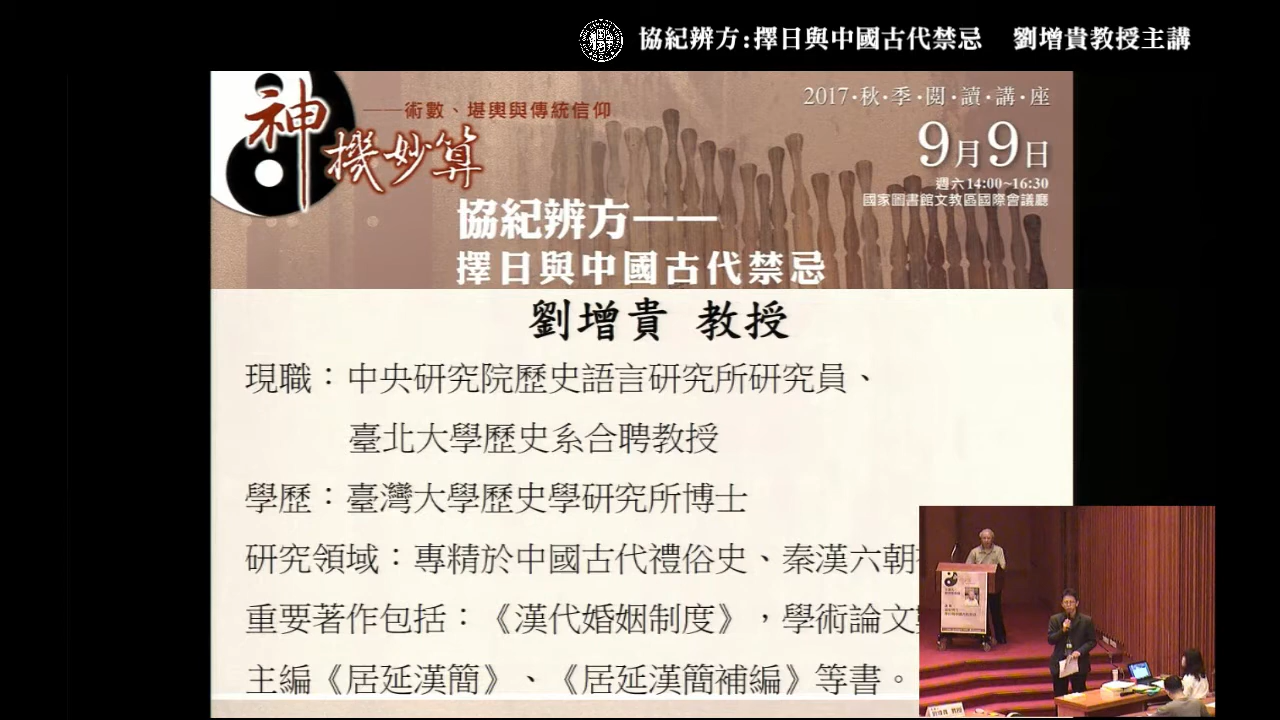 協紀辨方:擇日與中國古代禁忌 劉增貴教授主講
神機妙算
——術數、堪輿與傳統信仰
2017·秋·季·閱·讀·講·座
9月9日
週六14:00~16:30
國家圖書館文教區國際會議廳
協紀辨方——
擇日與中國古代禁忌
劉增貴 教授
現職：中央研究院歷史語言研究所研究員、
臺北大學歷史系合聘教授
學歷：臺灣大學歷史學研究所博士
研究領域：專精於中國古代禮俗史、秦漢六朝
重要著作包括：《漢代婚姻制度》，學術論文
主編《居延漢簡》、《居延漢簡補編》等書。